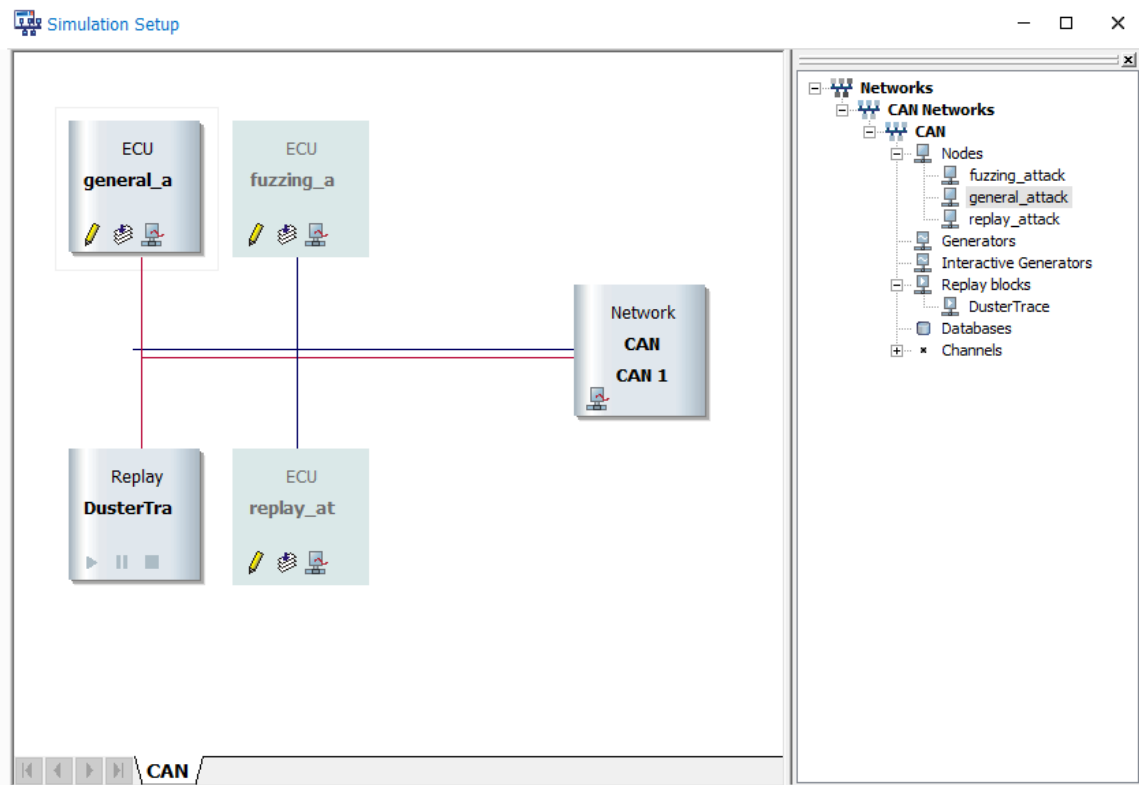 Simulation Setup
ECU
general_a
ECU
fuzzing_a
Network
CAN
CAN 1
Replay
DusterTra
ECU
replay_at
CAN
Networks
CAN Networks
CAN
Nodes
fuzzing_attack
general_attack
replay_attack
Generators
Interactive Generators
Replay blocks
DusterTrace
Databases
Channels